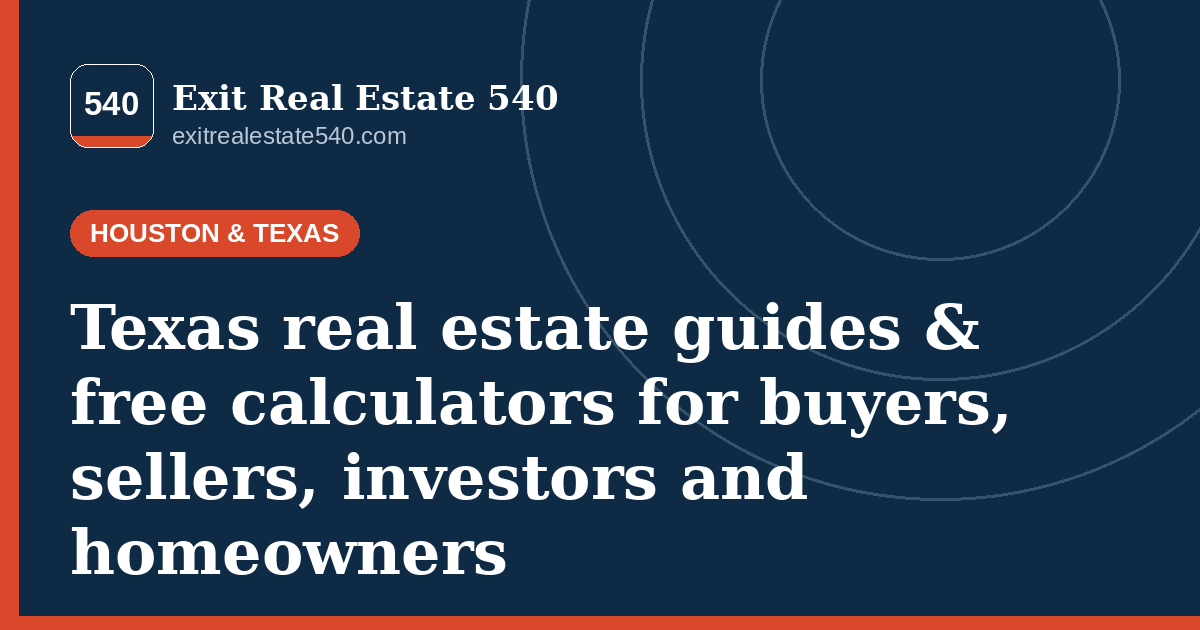 540
Exit Real Estate 540
exitrealestate540.com
HOUSTON & TEXAS
Texas real estate guides &
free calculators for buyers,
sellers, investors and
homeowners